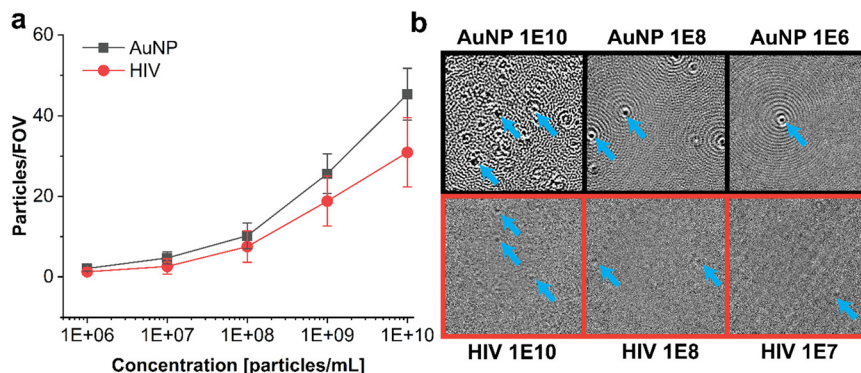 a
60
40
20
0
Particles/FOV
AuNP
HIV
1E+06 1E+07 1E+08 1E+09 1E+10
Concentration [particles/mL]
b
AuNP 1E10 AuNP 1E8 AuNP 1E6
HIV 1E10 HIV 1E8 HIV 1E7